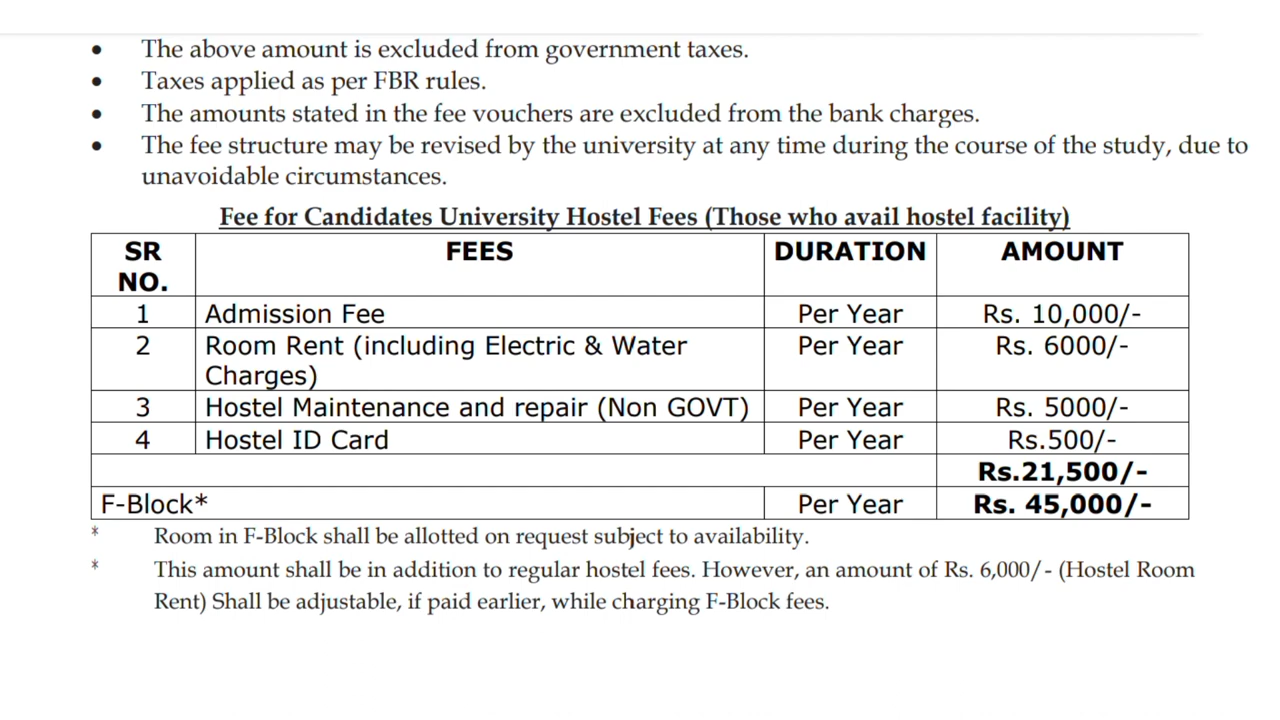 • The above amount is excluded from government taxes.
• Taxes applied as per FBR rules.
• The amounts stated in the fee vouchers are excluded from the bank charges.
• The fee structure may be revised by the university at any time during the course of the study, due to
unavoidable circumstances.
Fee for Candidates University Hostel Fees (Those who avail hostel facility)
SR NO. FEES DURATION AMOUNT
1 Admission Fee Per Year Rs. 10,000/-
2 Room Rent (including Electric & Water Per Year Rs. 6000/-
Charges)
3 Hostel Maintenance and repair (Non GOVT) Per Year Rs. 5000/-
4 Hostel ID Card Per Year Rs.500/-
Rs.21,500/-
F-Block* Per Year Rs. 45,000/-
* Room in F-Block shall be allotted on request subject to availability.
* This amount shall be in addition to regular hostel fees. However, an amount of Rs. 6,000/- (Hostel Room
Rent) Shall be adjustable, if paid earlier, while charging F-Block fees.